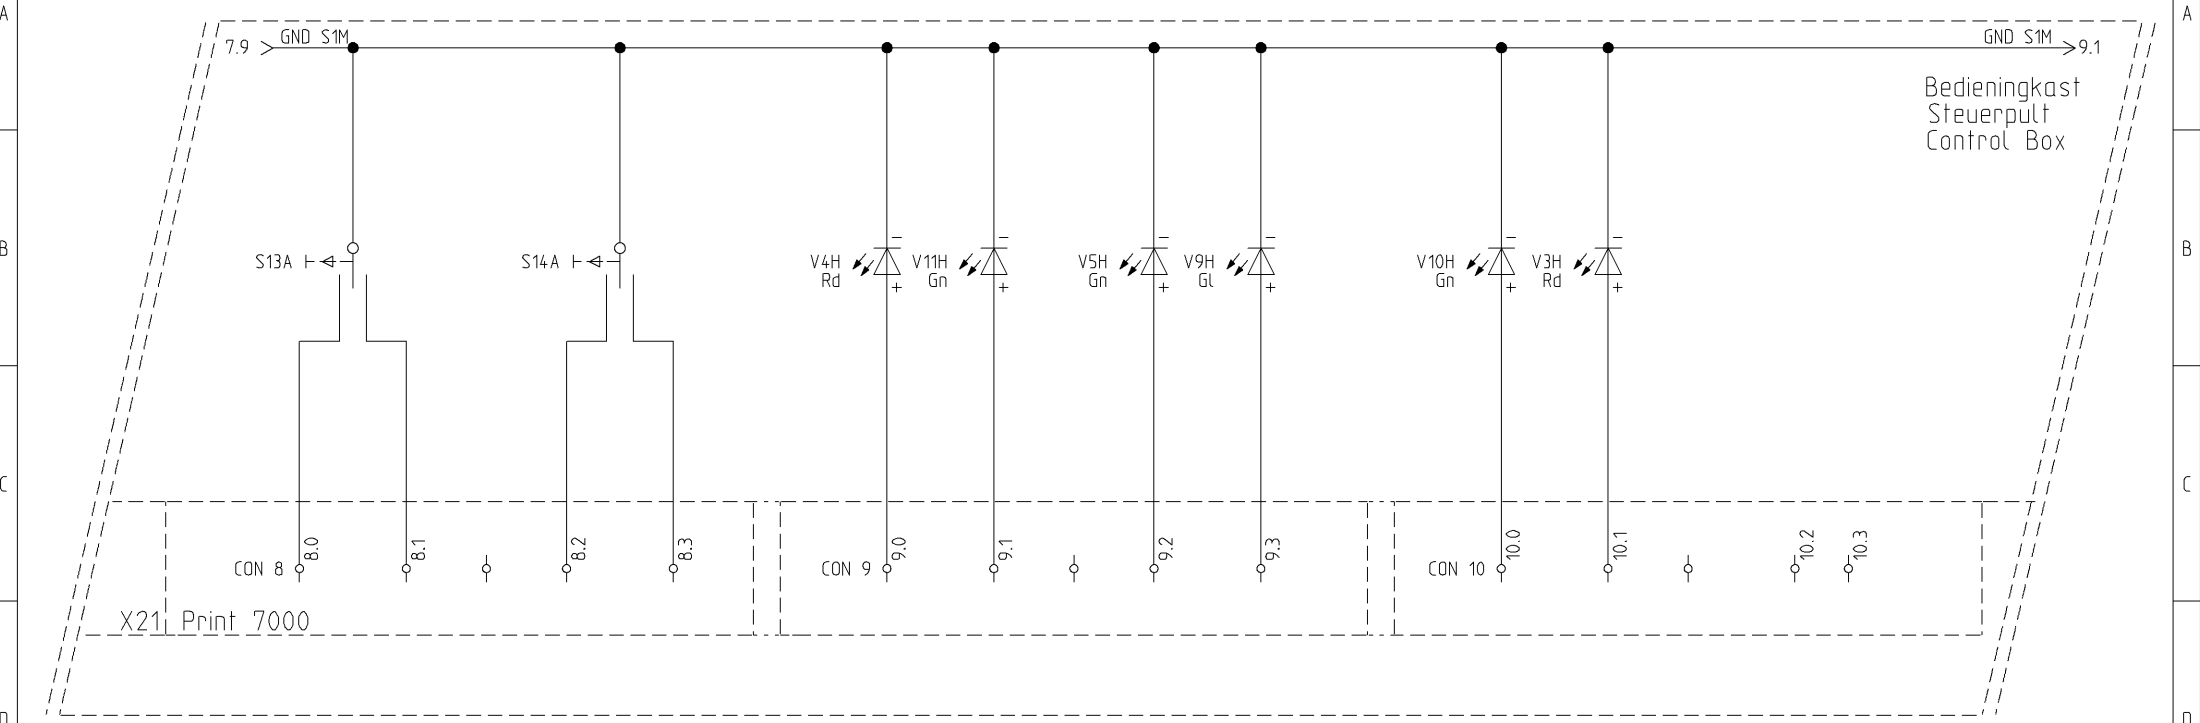 A
A
7.9
GND S1M
GND S1M
9.1
Bedieningkast
Steuerpult
Control Box
B
B
S13A
S14A
V4H
Rd
V11H
Gn
V5H
Gn
V9H
Gl
V10H
Gn
V3H
Rd
−
+
−
+
−
+
−
+
−
+
−
+
C
C
CON 8
8.0
8.1
8.2
8.3
CON 9
9.0
9.1
9.2
9.3
CON 10
10.0
10.1
10.2
10.3
X21 Print 7000
D
D